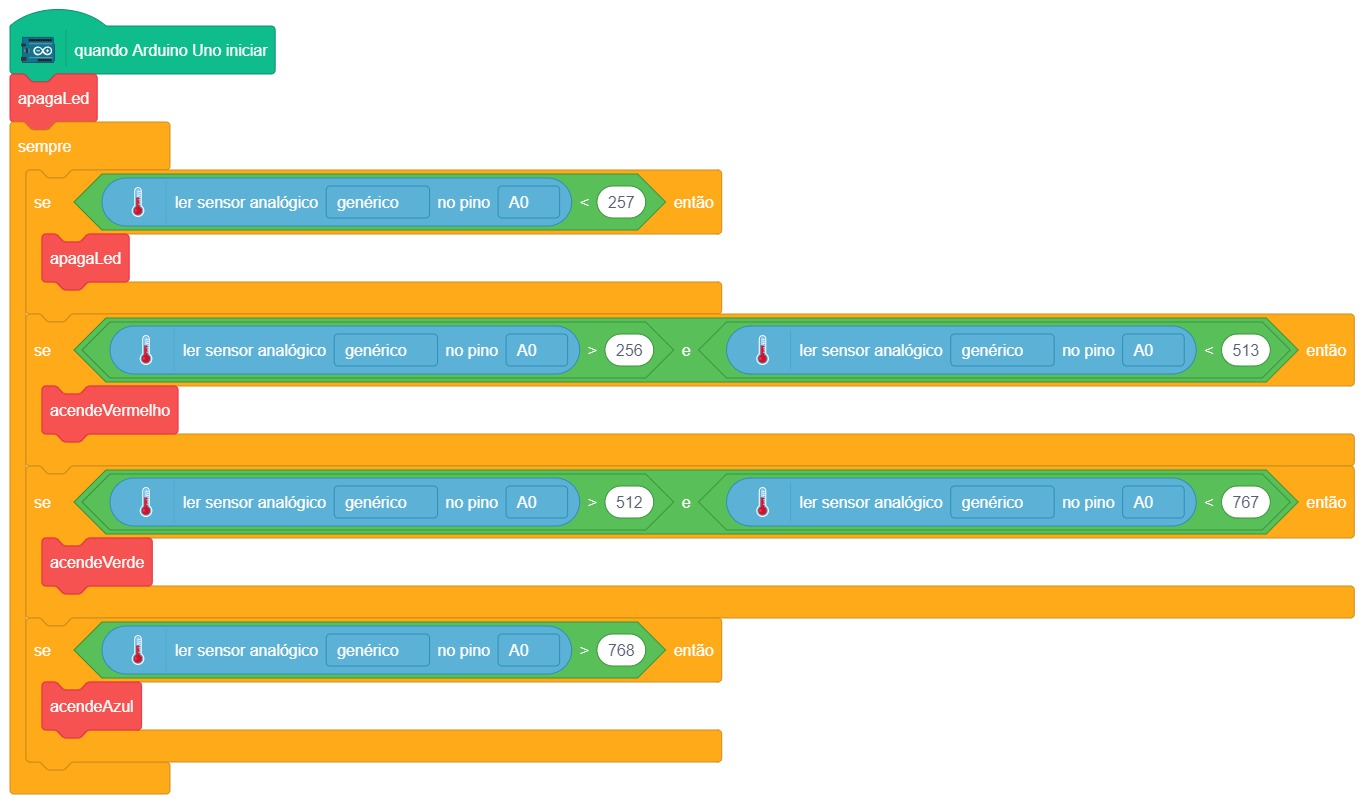 quando Arduino Uno iniciar
apagaLed
sempre
se ler sensor analógico genérico no pino A0 < 257 então
apagaLed
se ler sensor analógico genérico no pino A0 > 256 e ler sensor analógico genérico no pino A0 < 513 então
acendeVermelho
se ler sensor analógico genérico no pino A0 > 512 e ler sensor analógico genérico no pino A0 < 767 então
acendeVerde
se ler sensor analógico genérico no pino A0 > 768 então
acendeAzul